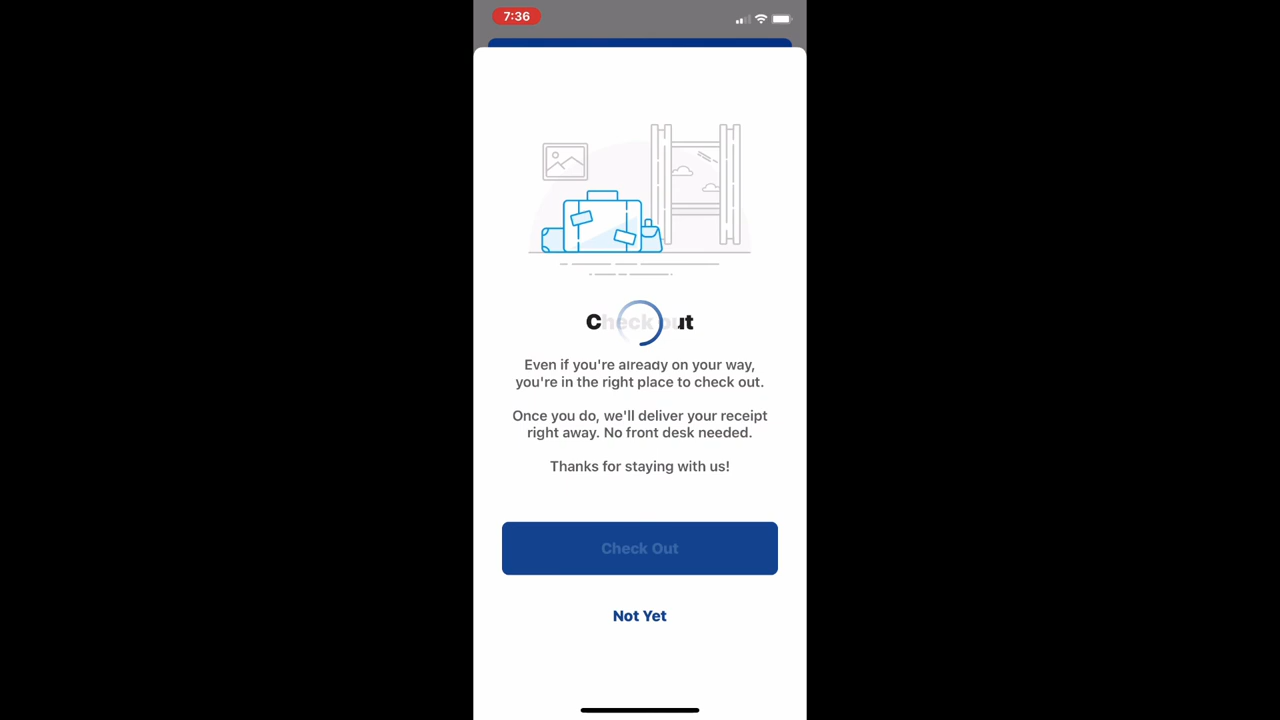 7:36
Check out
Even if you're already on your way,
you're in the right place to check out.
Once you do, we'll deliver your receipt
right away. No front desk needed.
Thanks for staying with us!
Check Out
Not Yet